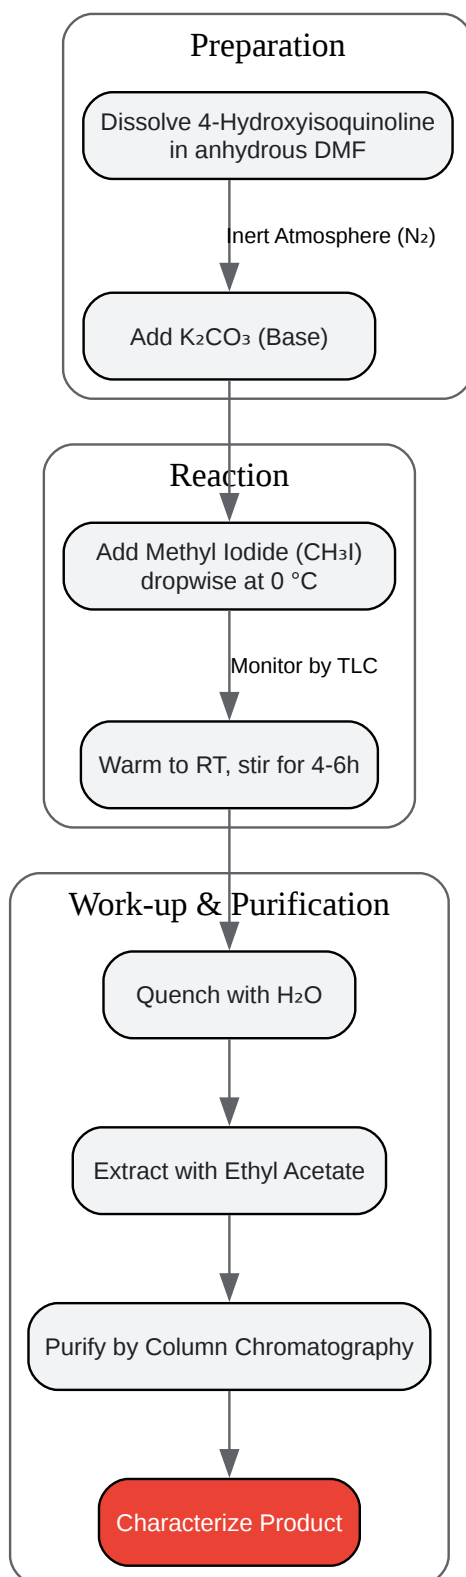 Preparation
Dissolve 4-Hydroxyisoquinoline
in anhydrous DMF
Inert Atmosphere (N₂)
Add K₂CO₃ (Base)
Reaction
Add Methyl Iodide (CH₃I)
dropwise at 0 °C
Monitor by TLC
Warm to RT, stir for 4-6h
Work-up & Purification
Quench with H₂O
Extract with Ethyl Acetate
Purify by Column Chromatography
Characterize Product